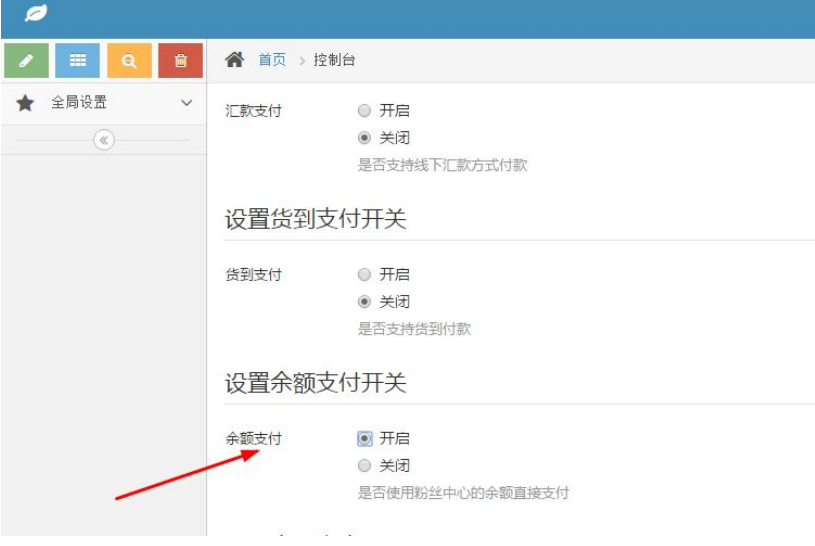 首页 > 控制台
全局设置
汇款支付
开启
关闭
是否支持线下汇款方式付款
设置货到支付开关
货到支付
开启
关闭
是否支持货到付款
设置余额支付开关
余额支付
开启
关闭
是否使用粉丝中心的余额直接支付